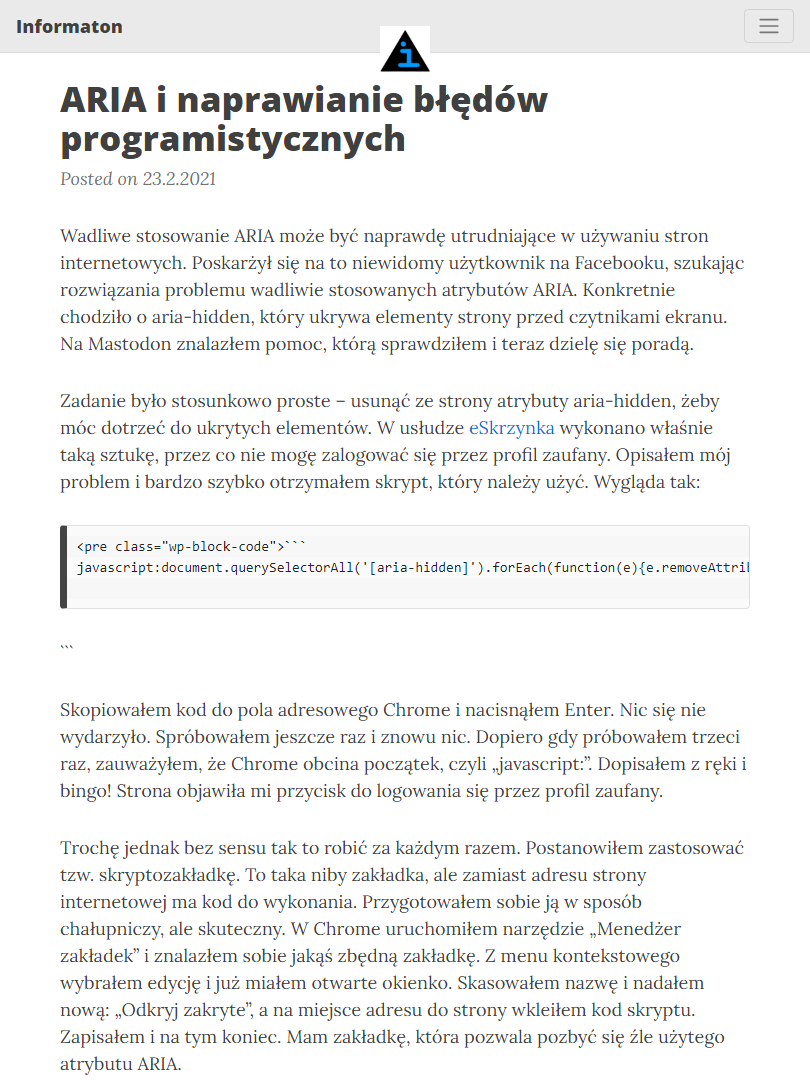 Informaton
i
ARIA i naprawianie błędów
programistycznych
Posted on 23.2.2021
Wadliwe stosowanie ARIA może być naprawdę utrudniające w używaniu stron
internetowych. Poskarżył się na to niewidomy użytkownik na Facebooku, szukając
rozwiązania problemu wadliwie stosowanych atrybutów ARIA. Konkretnie
chodziło o aria-hidden, który ukrywa elementy strony przed czytnikami ekranu.
Na Mastodon znalazłem pomoc, którą sprawdziłem i teraz dzielę się poradą.
Zadanie było stosunkowo proste – usunąć ze strony atrybuty aria-hidden, żeby
móc dotrzeć do ukrytych elementów. W usłudze eSkrzynka wykonano właśnie
taką sztukę, przez co nie mogę zalogować się przez profil zaufany. Opisałem mój
problem i bardzo szybko otrzymałem skrypt, który należy użyć. Wygląda tak:
<pre class="wp-block-code">```
javascript:document.querySelectorAll('[aria-hidden]').forEach(function(e){e.removeAttrib
```
Skopiowałem kod do pola adresowego Chrome i nacisnąłem Enter. Nic się nie
wydarzyło. Spróbowałem jeszcze raz i znowu nic. Dopiero gdy próbowałem trzeci
raz, zauważyłem, że Chrome obcina początek, czyli „javascript:”. Dopisałem z ręki i
bingo! Strona objawiła mi przycisk do logowania się przez profil zaufany.
Trochę jednak bez sensu tak to robić za każdym razem. Postanowiłem zastosować
tzw. skryptozakładkę. To taka niby zakładka, ale zamiast adresu strony
internetowej ma kod do wykonania. Przygotowałem sobie ją w sposób
chałupniczy, ale skuteczny. W Chrome uruchomiłem narzędzie „Menedżer
zakładek” i znalazłem sobie jakąś zbędną zakładkę. Z menu kontekstowego
wybrałem edycję i już miałem otwarte okienko. Skasowałem nazwę i nadałem
nową: „Odkryj zakryte”, a na miejsce adresu do strony wkleiłem kod skryptu.
Zapisałem i na tym koniec. Mam zakładkę, która pozwala pozbyć się źle użytego
atrybutu ARIA.